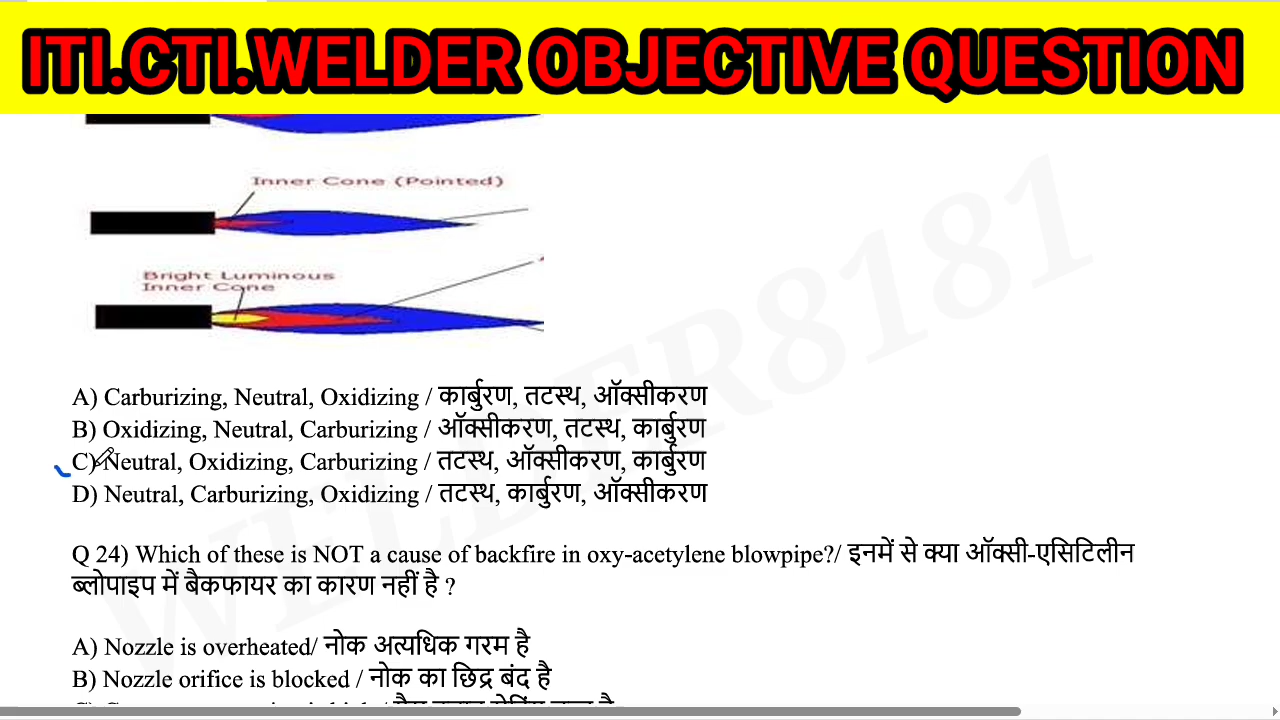 ITI.CTI.WELDER OBJECTIVE QUESTION
Inner Cone (Pointed)
Bright Luminous
Inner Cone
A) Carburizing, Neutral, Oxidizing / कार्बुरण, तटस्थ, ऑक्सीकरण
B) Oxidizing, Neutral, Carburizing / ऑक्सीकरण, तटस्थ, कार्बुरण
C) Neutral, Oxidizing, Carburizing / तटस्थ, ऑक्सीकरण, कार्बुरण
D) Neutral, Carburizing, Oxidizing / तटस्थ, कार्बुरण, ऑक्सीकरण
Q 24) Which of these is NOT a cause of backfire in oxy-acetylene blowpipe?/ इनमें से क्या ऑक्सी-एसिटिलीन
ब्लोपाइप में बैकफायर का कारण नहीं है ?
A) Nozzle is overheated/ नोक अत्यधिक गरम है
B) Nozzle orifice is blocked / नोक का छिद्र बंद है
WELDER8181